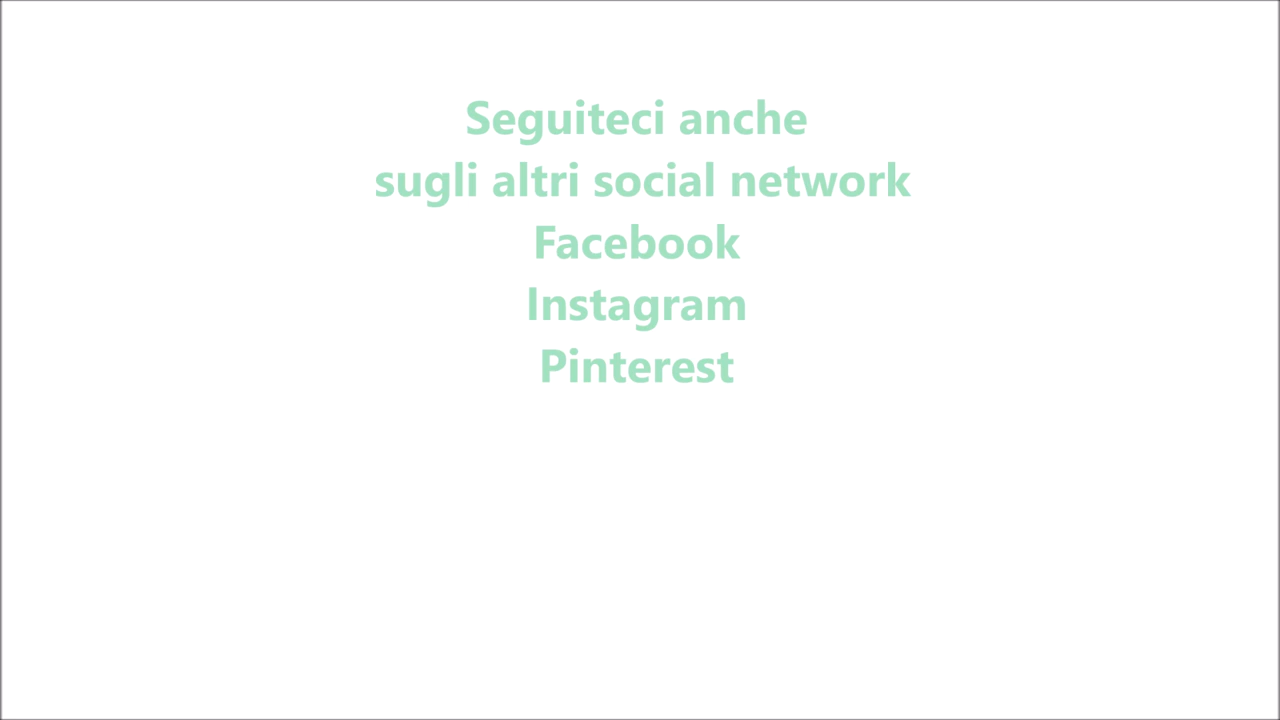 Seguiteci anche
sugli altri social network
Facebook
Instagram
Pinterest